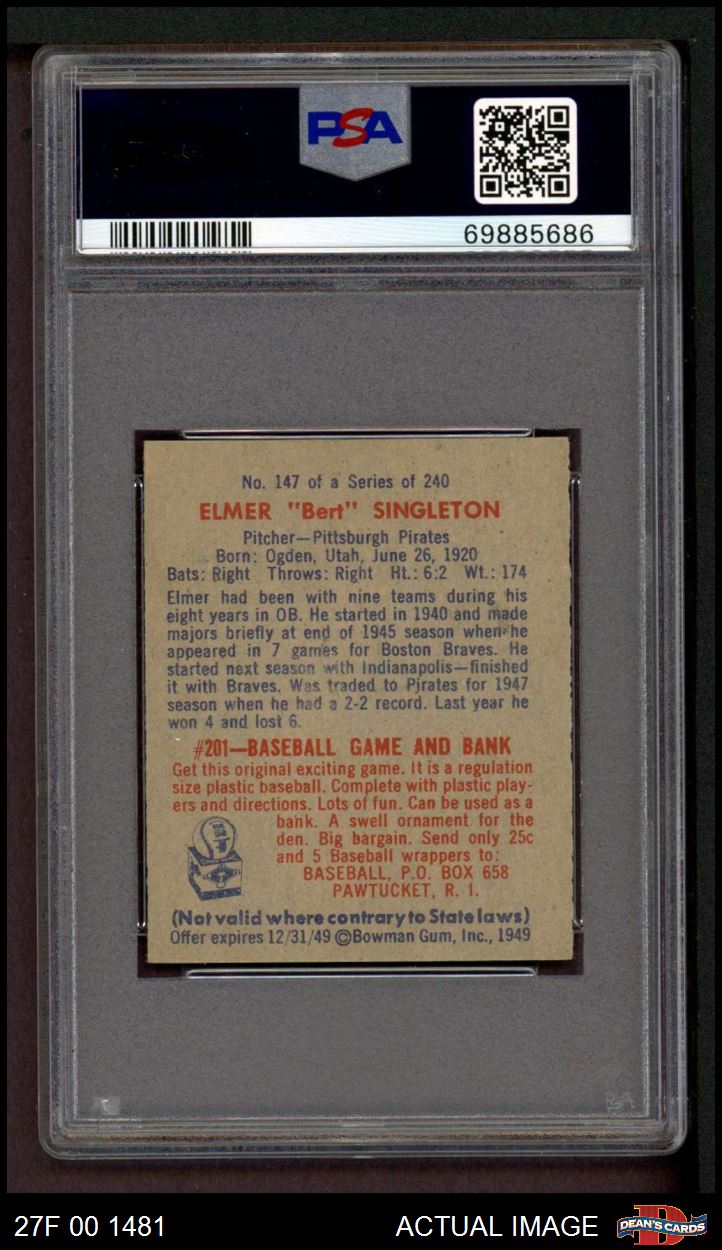 PSA
69885686
No. 147 of a Series of 240
ELMER "Bert" SINGLETON
Pitcher—Pittsburgh Pirates
Born: Ogden, Utah, June 26, 1920
Bats: Right Throws: Right Ht.: 6:2 Wt.: 174
Elmer had been with nine teams during his
eight years in OB. He started in 1940 and made
majors briefly at end of 1945 season when he
appeared in 7 games for Boston Braves. He
started next season with Indianapolis—finished
it with Braves. Was traded to Pirates for 1947
season when he had a 2-2 record. Last year he
won 4 and lost 6.
#201—BASEBALL GAME AND BANK
Get this original exciting game. It is a regulation
size plastic baseball. Complete with plastic play-
ers and directions. Lots of fun. Can be used as a
bank. A swell ornament for the
den. Big bargain. Send only 25c
and 5 Baseball wrappers to:
BASEBALL, P.O. BOX 658
PAWTUCKET, R. I.
(Not valid where contrary to State laws)
Offer expires 12/31/49 ©Bowman Gum, Inc., 1949
PSA
27F 00 1481
ACTUAL IMAGE
DEAN'S CARDS